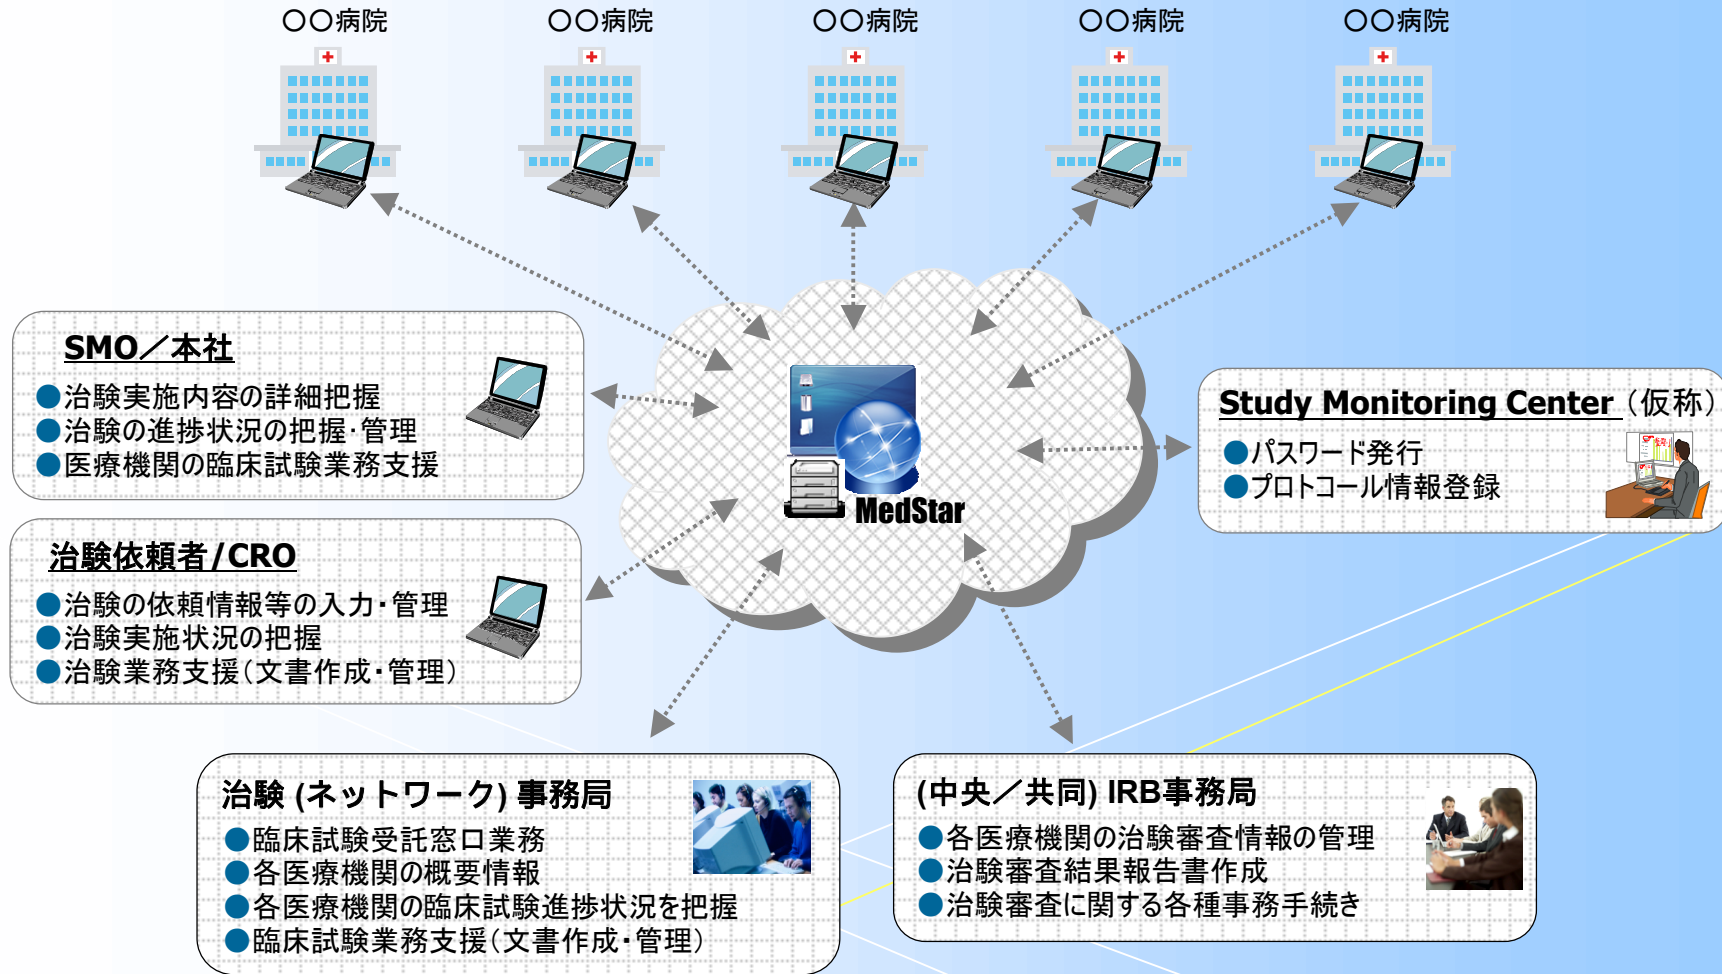 〇〇病院
〇〇病院
〇〇病院
〇〇病院
〇〇病院
SMO／本社
●治験実施内容の詳細把握
●治験の進捗状況の把握・管理
●医療機関の臨床試験業務支援
治験依頼者/CRO
●治験の依頼情報等の入力・管理
●治験実施状況の把握
●治験業務支援（文書作成・管理）
MedStar
Study Monitoring Center（仮称）
●パスワード発行
●プロトコール情報登録
治験 (ネットワーク) 事務局
●臨床試験受託窓口業務
●各医療機関の概要情報
●各医療機関の臨床試験進捗状況を把握
●臨床試験業務支援（文書作成・管理）
(中央／共同) IRB事務局
●各医療機関の治験審査情報の管理
●治験審査結果報告書作成
●治験審査に関する各種事務手続き